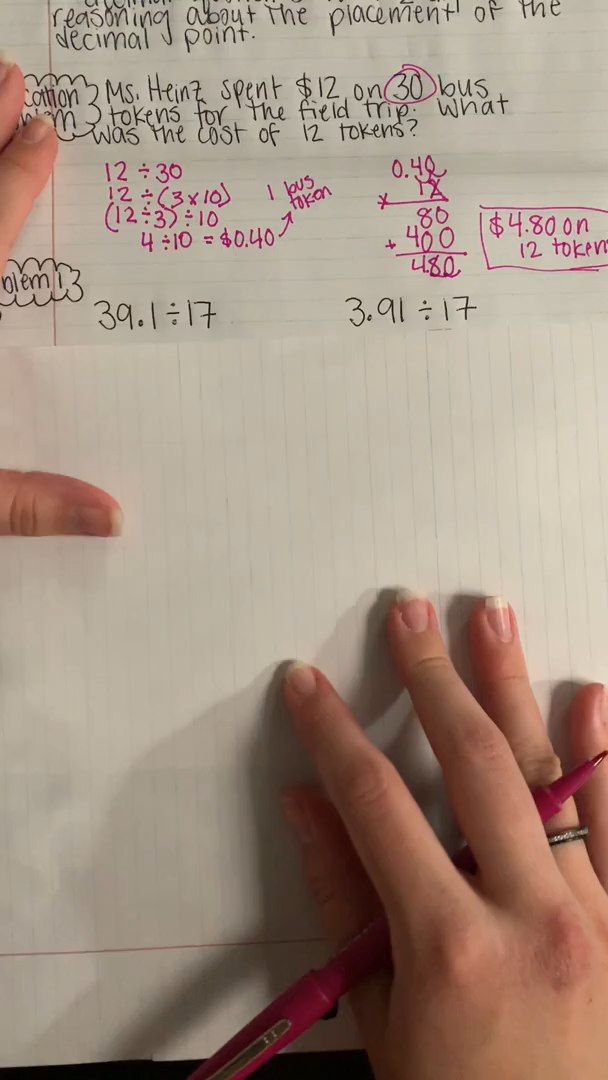 reasoning about the placement of the
decimal point.
Ms. Heinz spent $12 on 30 bus
tokens for the field trip. What
was the cost of 12 tokens?
12 ÷ 30
12 ÷ (3 x 10)
(12 ÷ 3) ÷ 10
4 ÷ 10 = $0.40
1 bus
token
0.40
x 12
80
+ 400
4.80
$4.80 on
12 tokens
39.1 ÷ 17
3.91 ÷ 17